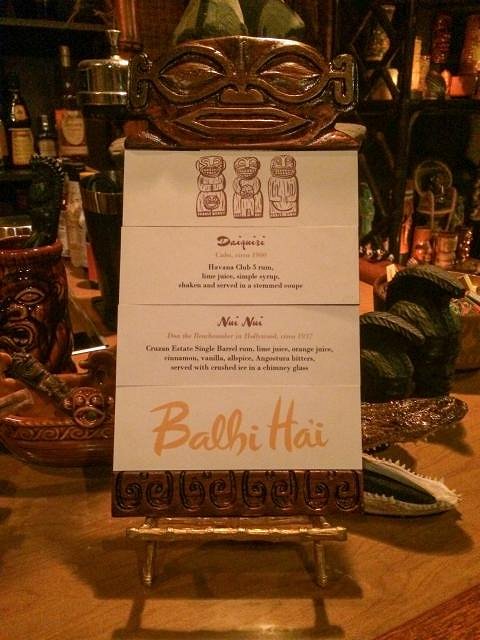 Daiquiri
Cuba, circa 1900
Havana Club 3 rum,
lime juice, simple syrup,
shaken and served in a stemmed coupe
Nui Nui
Don the Beachcomber in Hollywood, circa 1937
Cruzan Estate Single Barrel rum, lime juice, orange juice,
cinnamon, vanilla, allspice, Angostura bitters,
served with crushed ice in a chimney glass
Balhi Ha'i